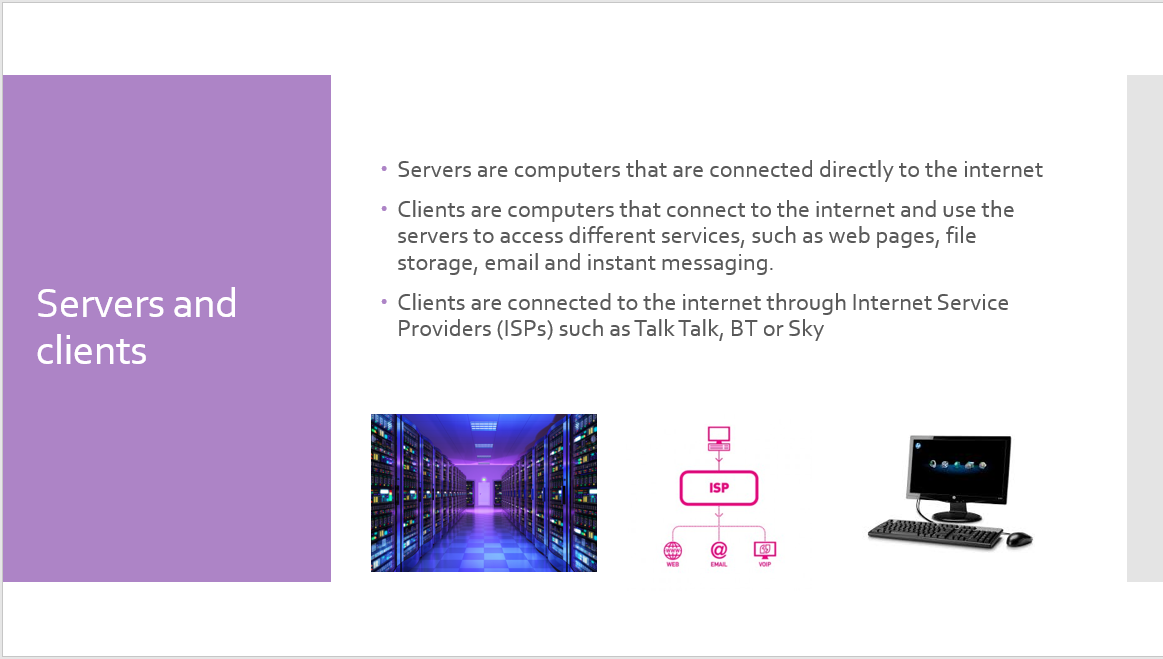 Servers and
clients
• Servers are computers that are connected directly to the internet
• Clients are computers that connect to the internet and use the
servers to access different services, such as web pages, file
storage, email and instant messaging.
• Clients are connected to the internet through Internet Service
Providers (ISPs) such as Talk Talk, BT or Sky
ISP
WWW
@
WEB EMAIL VOIP
hp